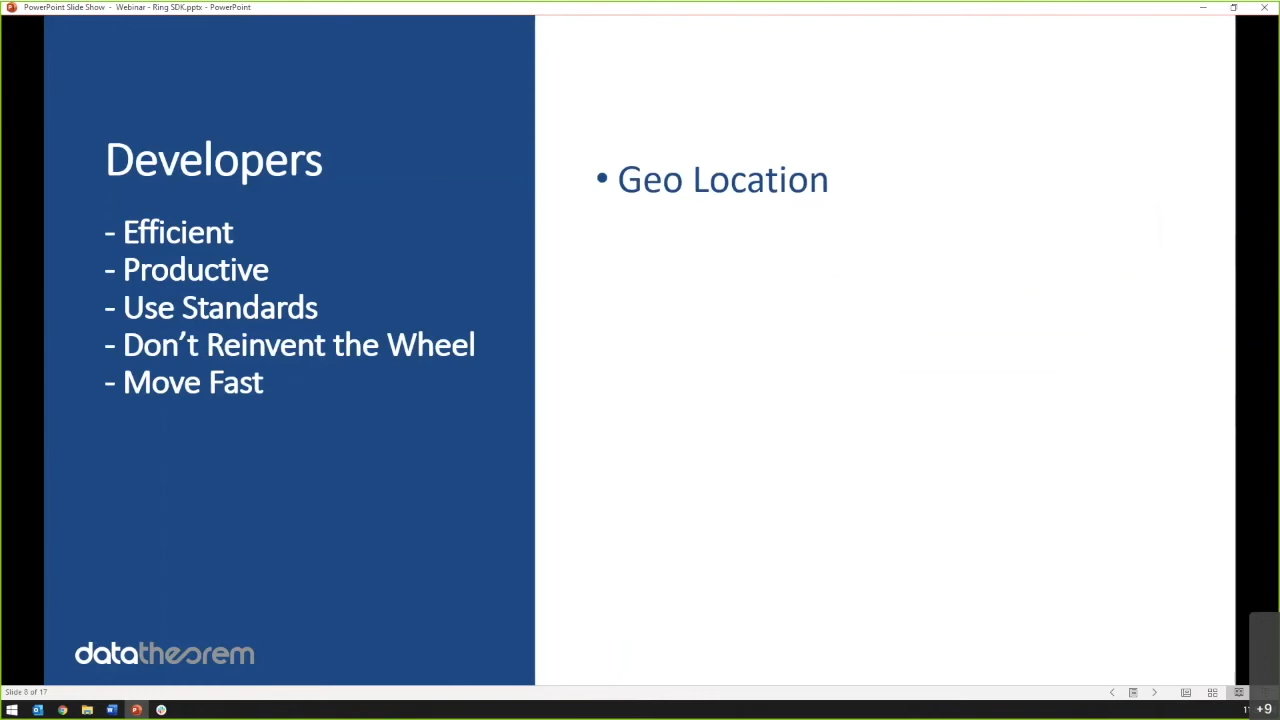 PowerPoint Slide Show - Webinar - Ring SDK.pptx - PowerPoint
Developers
- Efficient
- Productive
- Use Standards
- Don’t Reinvent the Wheel
- Move Fast
• Geo Location
datatheorem
Slide 8 of 17
+9